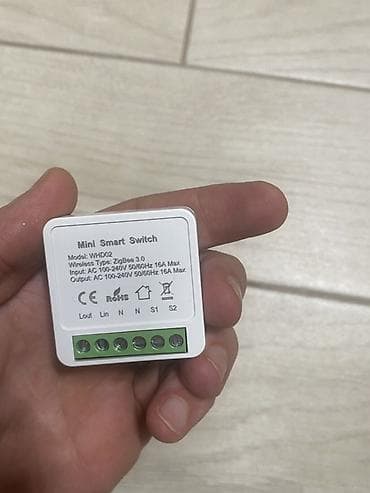 Mini Smart Switch
Model: WHD02
Wireless Type: ZigBee 3.0
Input: AC 100-240V 50/60Hz 16A Max
Output: AC 100-240V 50/60Hz 16A Max
CE RoHS
Lout Lin N N S1 S2